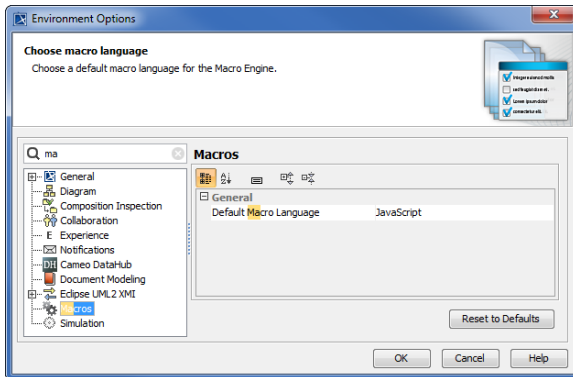 Environment Options
Choose macro language
Choose a default macro language for the Macro Engine.
ma
General
Diagram
Composition Inspection
Collaboration
E Experience
Notifications
DH Cameo DataHub
Document Modeling
Eclipse UML2 XMI
Macros
Simulation
Macros
General
Default Macro Language JavaScript
Reset to Defaults
OK Cancel Help